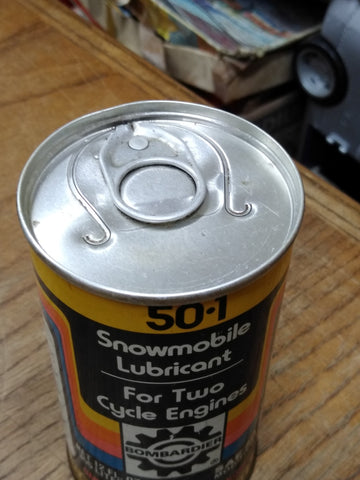 50·1
Snowmobile
Lubricant
For Two
Cycle Engines
BOMBARDIER